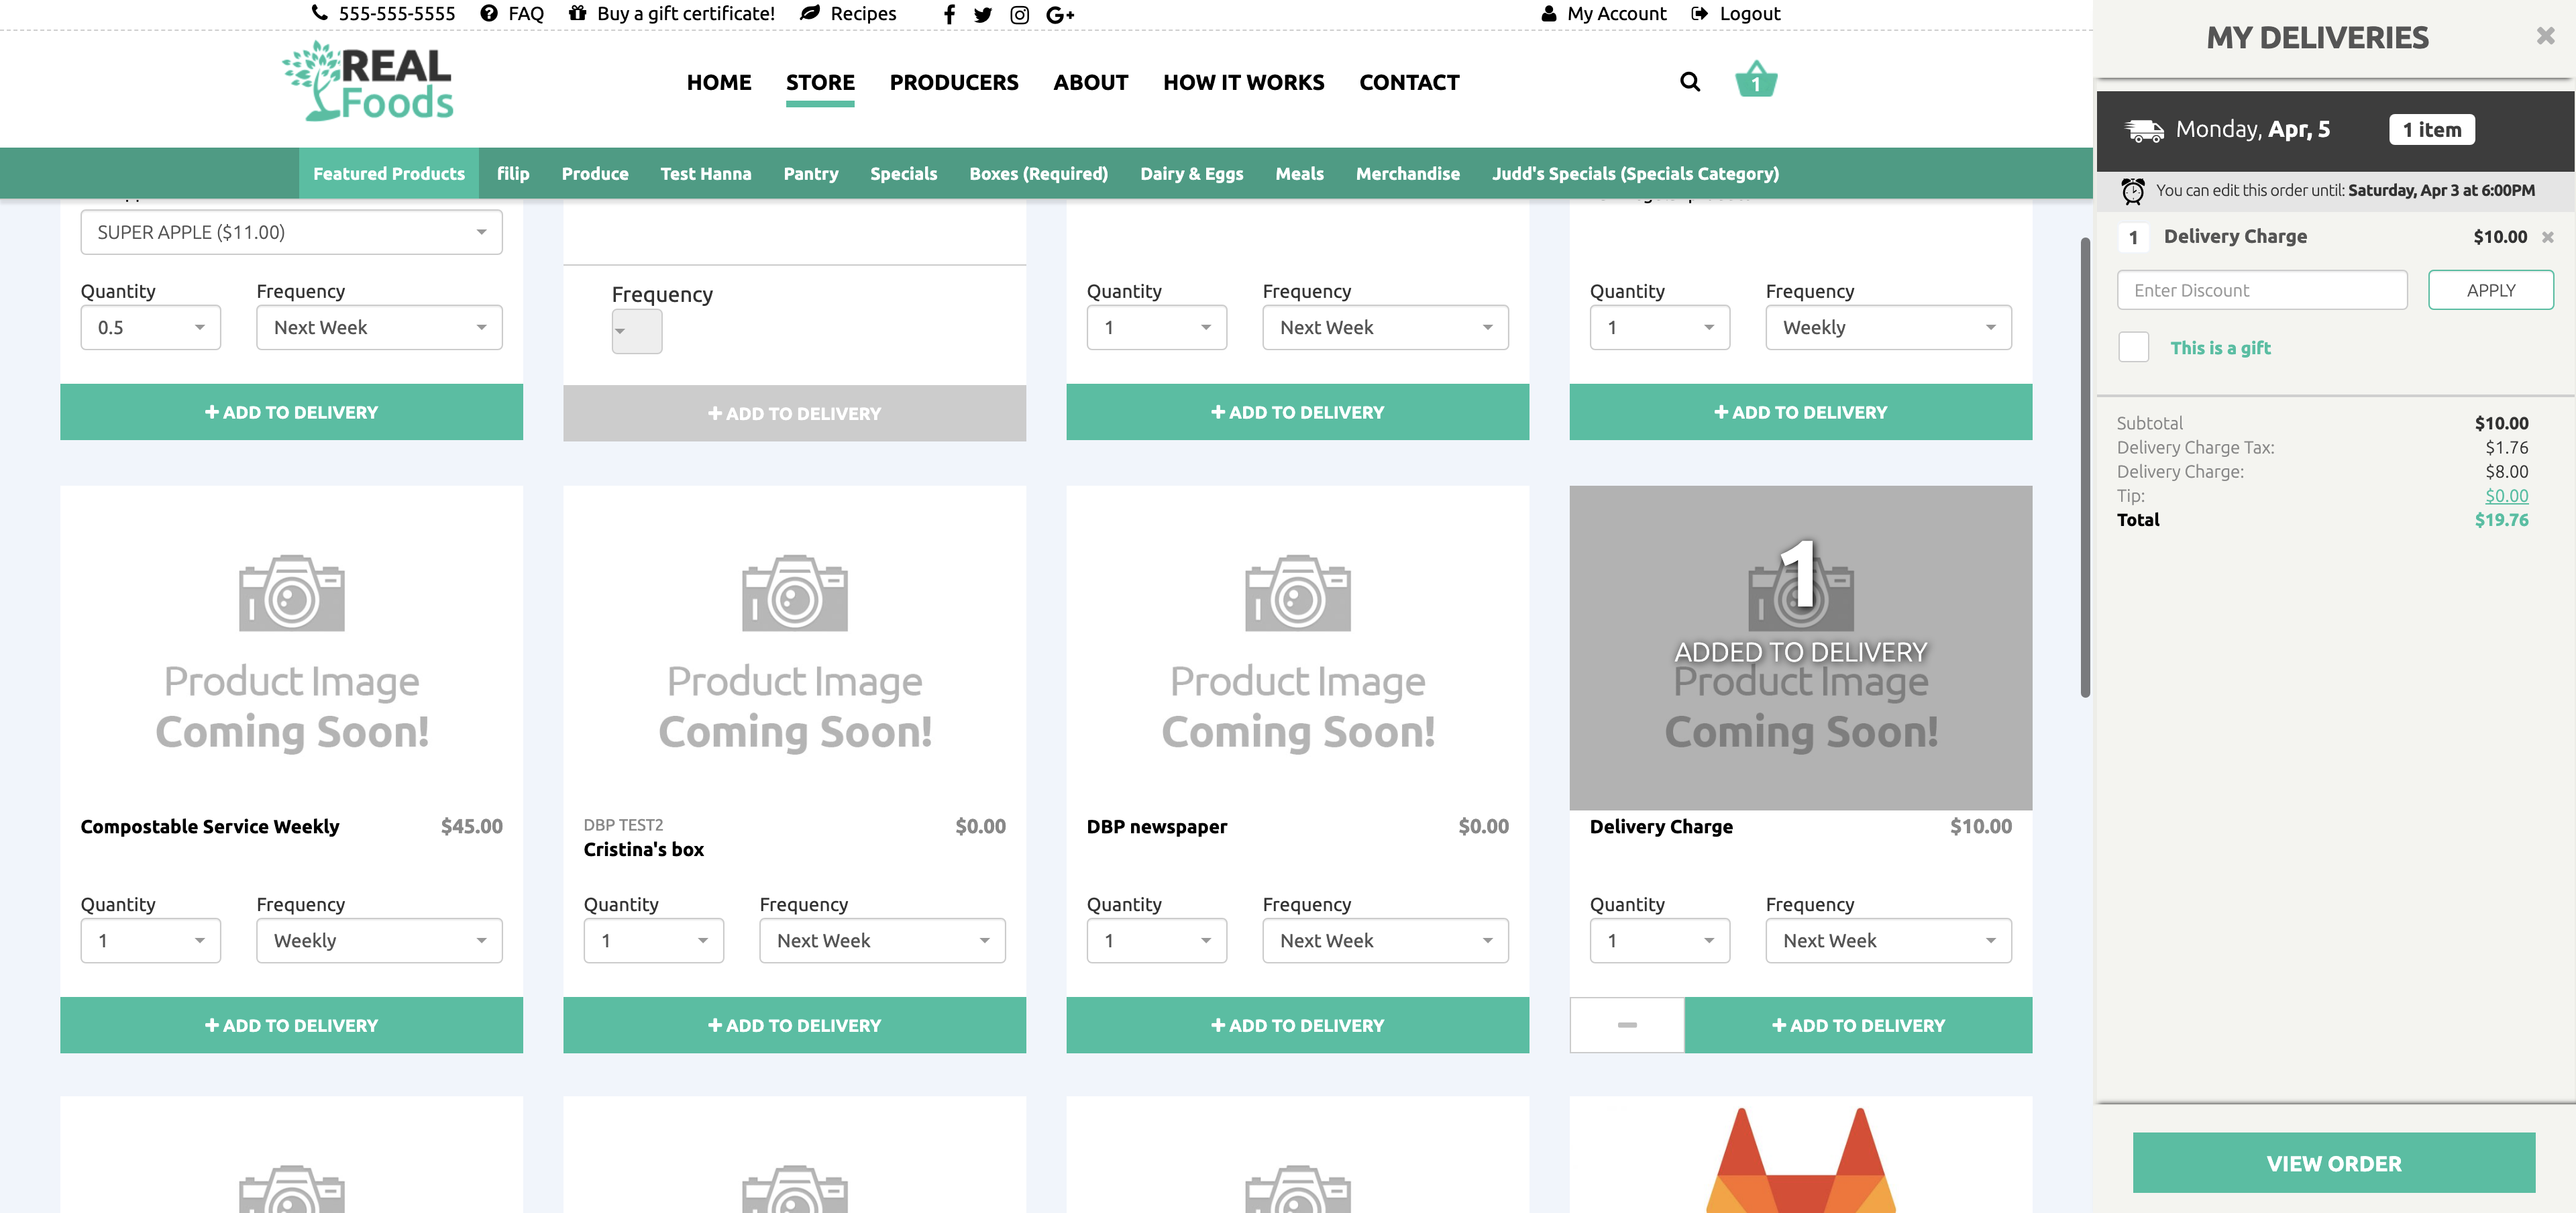 555-555-5555 FAQ Buy a gift certificate! Recipes My Account Logout
REAL
Foods
HOME STORE PRODUCERS ABOUT HOW IT WORKS CONTACT 1
Featured Products filip Produce Test Hanna Pantry Specials Boxes (Required) Dairy & Eggs Meals Merchandise Judd's Specials (Specials Category)
SUPER APPLE ($11.00)
Quantity Frequency
0.5 Next Week
+ ADD TO DELIVERY
Frequency
+ ADD TO DELIVERY
Quantity Frequency
1 Next Week
+ ADD TO DELIVERY
Quantity Frequency
1 Weekly
+ ADD TO DELIVERY
Product Image
Coming Soon!
Compostable Service Weekly $45.00
Quantity Frequency
1 Weekly
+ ADD TO DELIVERY
Product Image
Coming Soon!
DBP TEST2 $0.00
Cristina's box
Quantity Frequency
1 Next Week
+ ADD TO DELIVERY
Product Image
Coming Soon!
DBP newspaper $0.00
Quantity Frequency
1 Next Week
+ ADD TO DELIVERY
1
ADDED TO DELIVERY
Product Image
Coming Soon!
Delivery Charge $10.00
Quantity Frequency
1 Next Week
+ ADD TO DELIVERY
MY DELIVERIES
Monday, Apr, 5 1 item
You can edit this order until: Saturday, Apr 3 at 6:00PM
1 Delivery Charge $10.00
Enter Discount APPLY
This is a gift
Subtotal $10.00
Delivery Charge Tax: $1.76
Delivery Charge: $8.00
Tip: $0.00
Total $19.76
VIEW ORDER